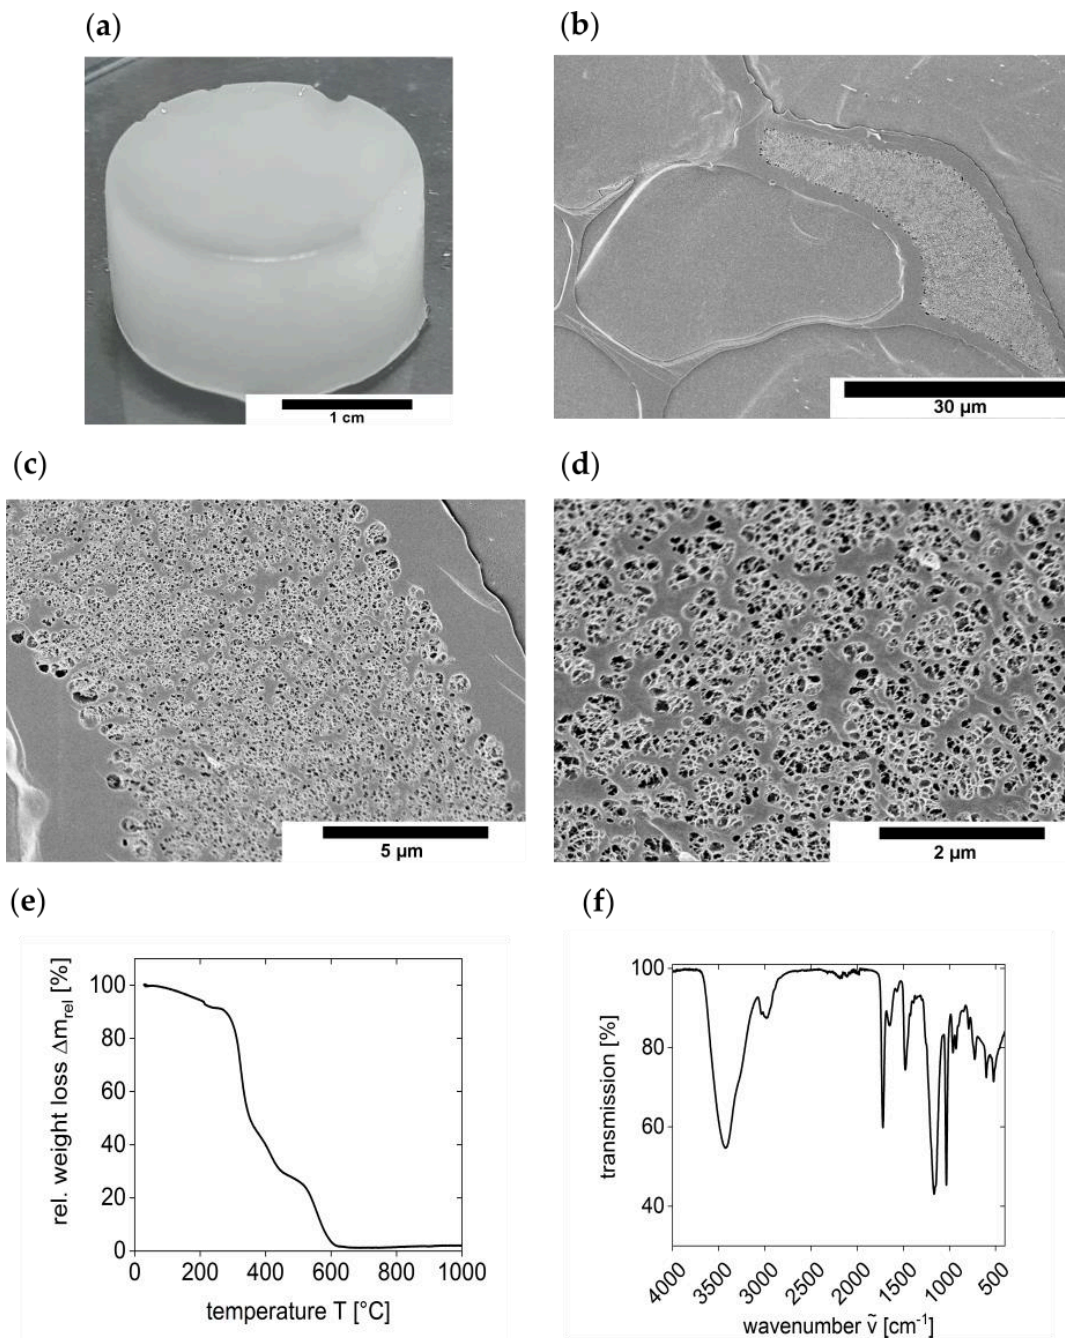 (a)
(b)
1 cm
30 µm
(c)
(d)
5 µm
2 µm
(e)
(f)
rel. weight loss Δm_rel [%]
100
80
60
40
20
0
0 200 400 600 800 1000
temperature T [°C]
transmission [%]
100
80
60
40
4000 3500 3000 2500 2000 1500 1000 500
wavenumber ṽ [cm⁻¹]